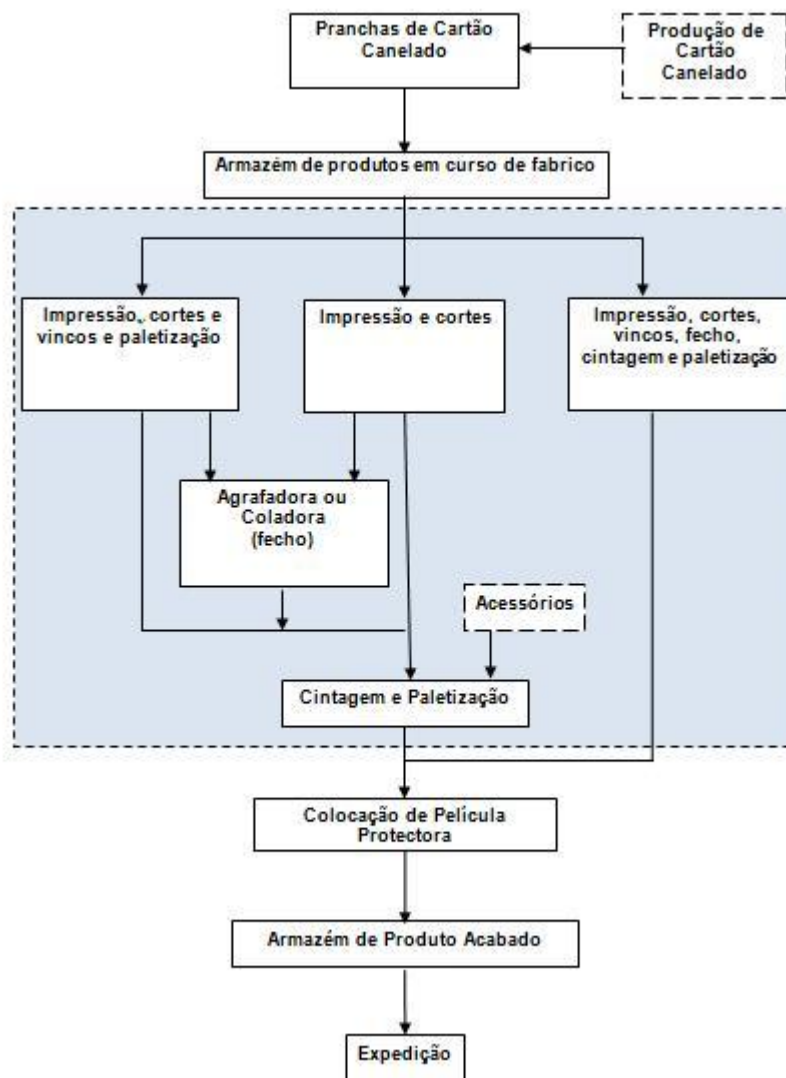 Pranchas de Cartão
Canelado
Produção de
Cartão
Canelado
Armazém de produtos em curso de fabrico
Impressão, cortes e
vincos e paletização
Impressão e cortes
Impressão, cortes,
vincos, fecho,
cintagem e paletização
Agrafadora ou
Coladora
(fecho)
Acessórios
Cintagem e Paletização
Colocação de Película
Protectora
Armazém de Produto Acabado
Expedição